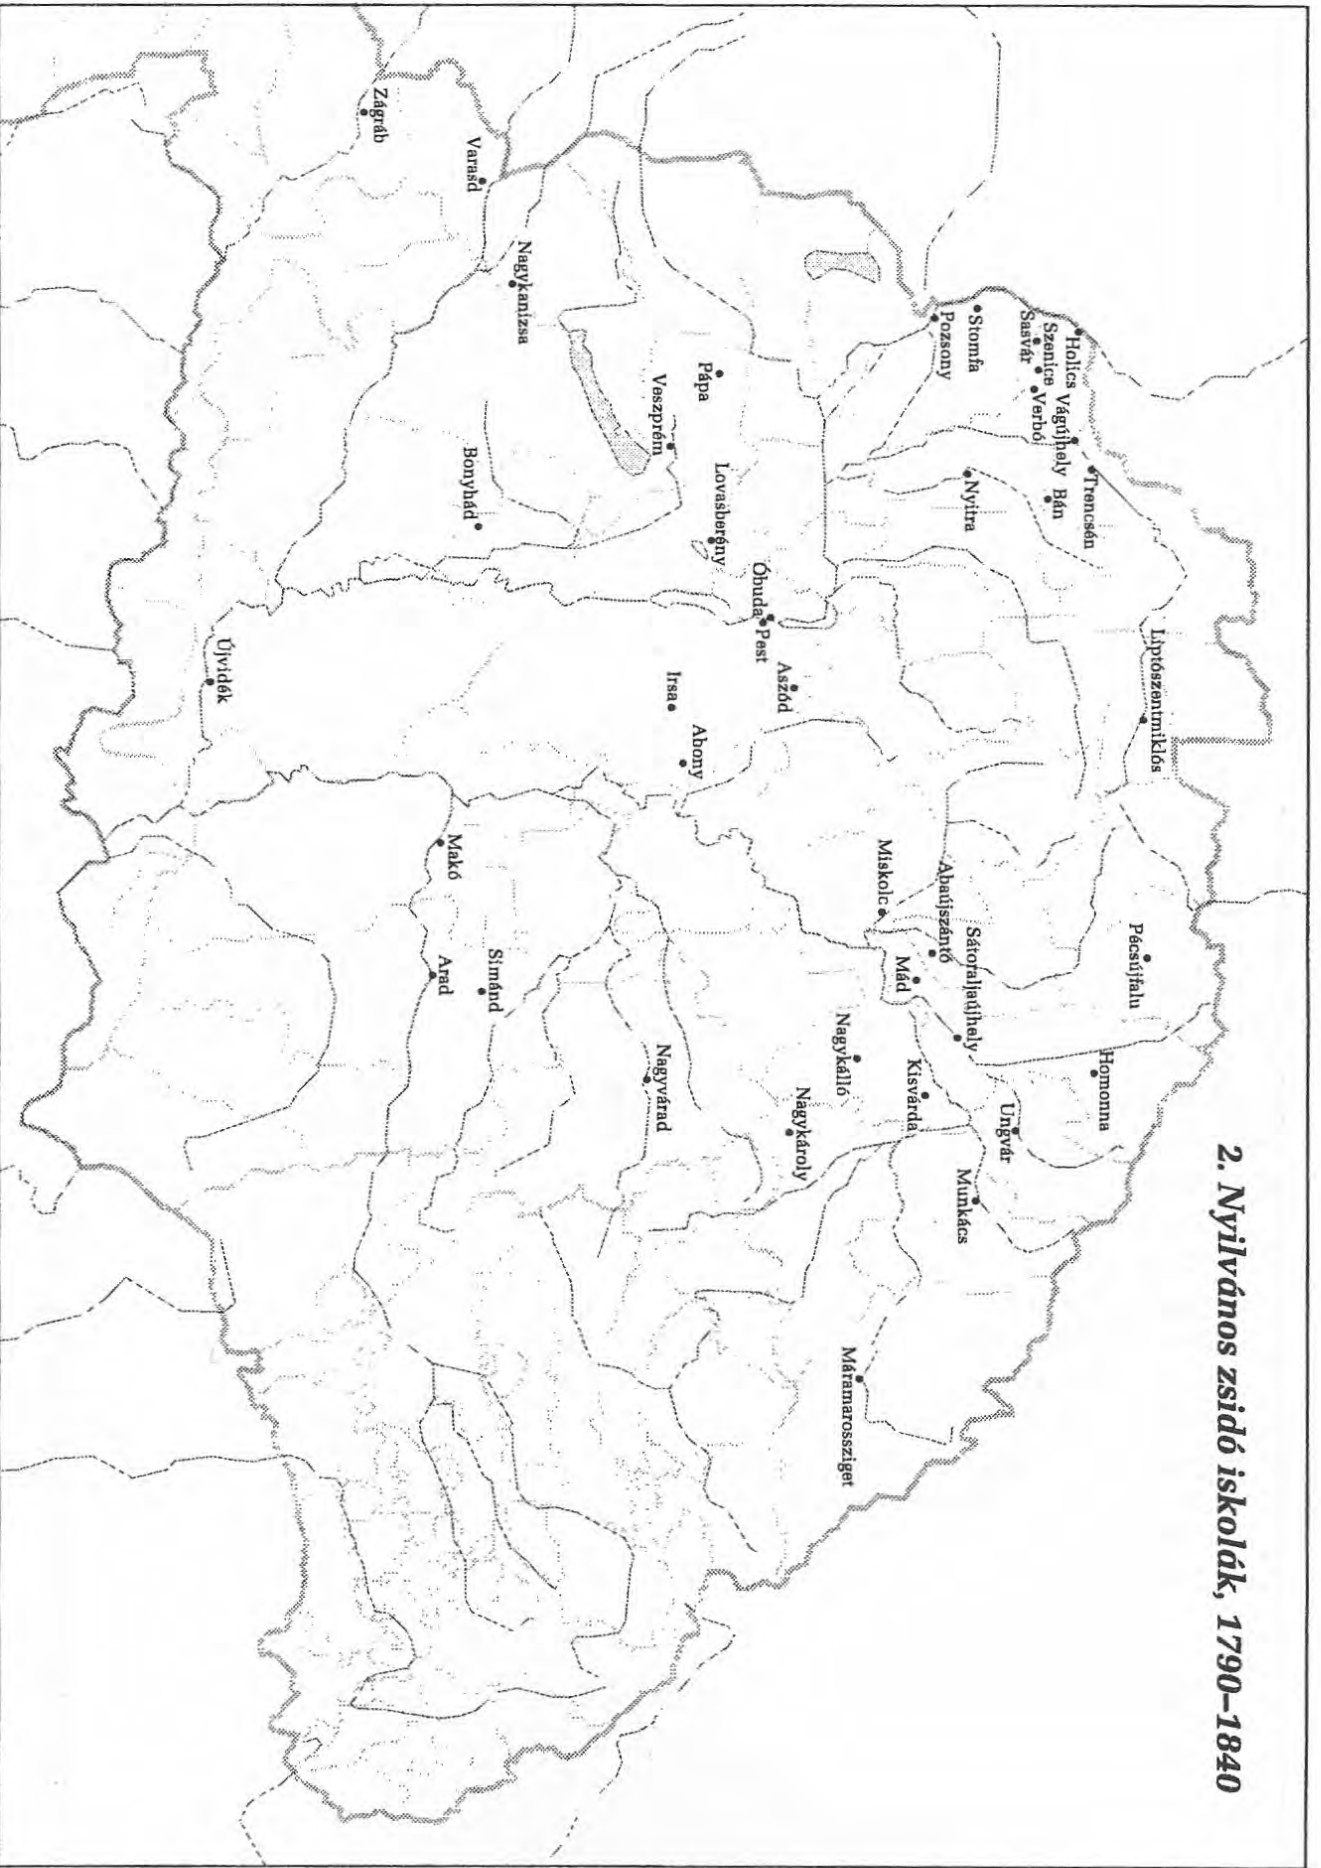 2. Nyilvános zsidó iskolák, 1790–1840
Liptószentmiklós
Pécsújfalu
Homonna
Trencsén
Holics
Vágújhely
Bán
Szenice
Verbó
Sasvár
Stomfa
Pozsony
Nyitra
Ungvár
Munkács
Sátoraljaújhely
Abaújszántó
Mád
Kisvárda
Miskolc
Nagykálló
Máramarossziget
Nagykároly
Aszód
Óbuda
Pest
Pápa
Lovasberény
Veszprém
Abony
Irsa
Nagyvárad
Nagykanizsa
Varasd
Bonyhád
Simánd
Makó
Arad
Zágráb
Újvidék